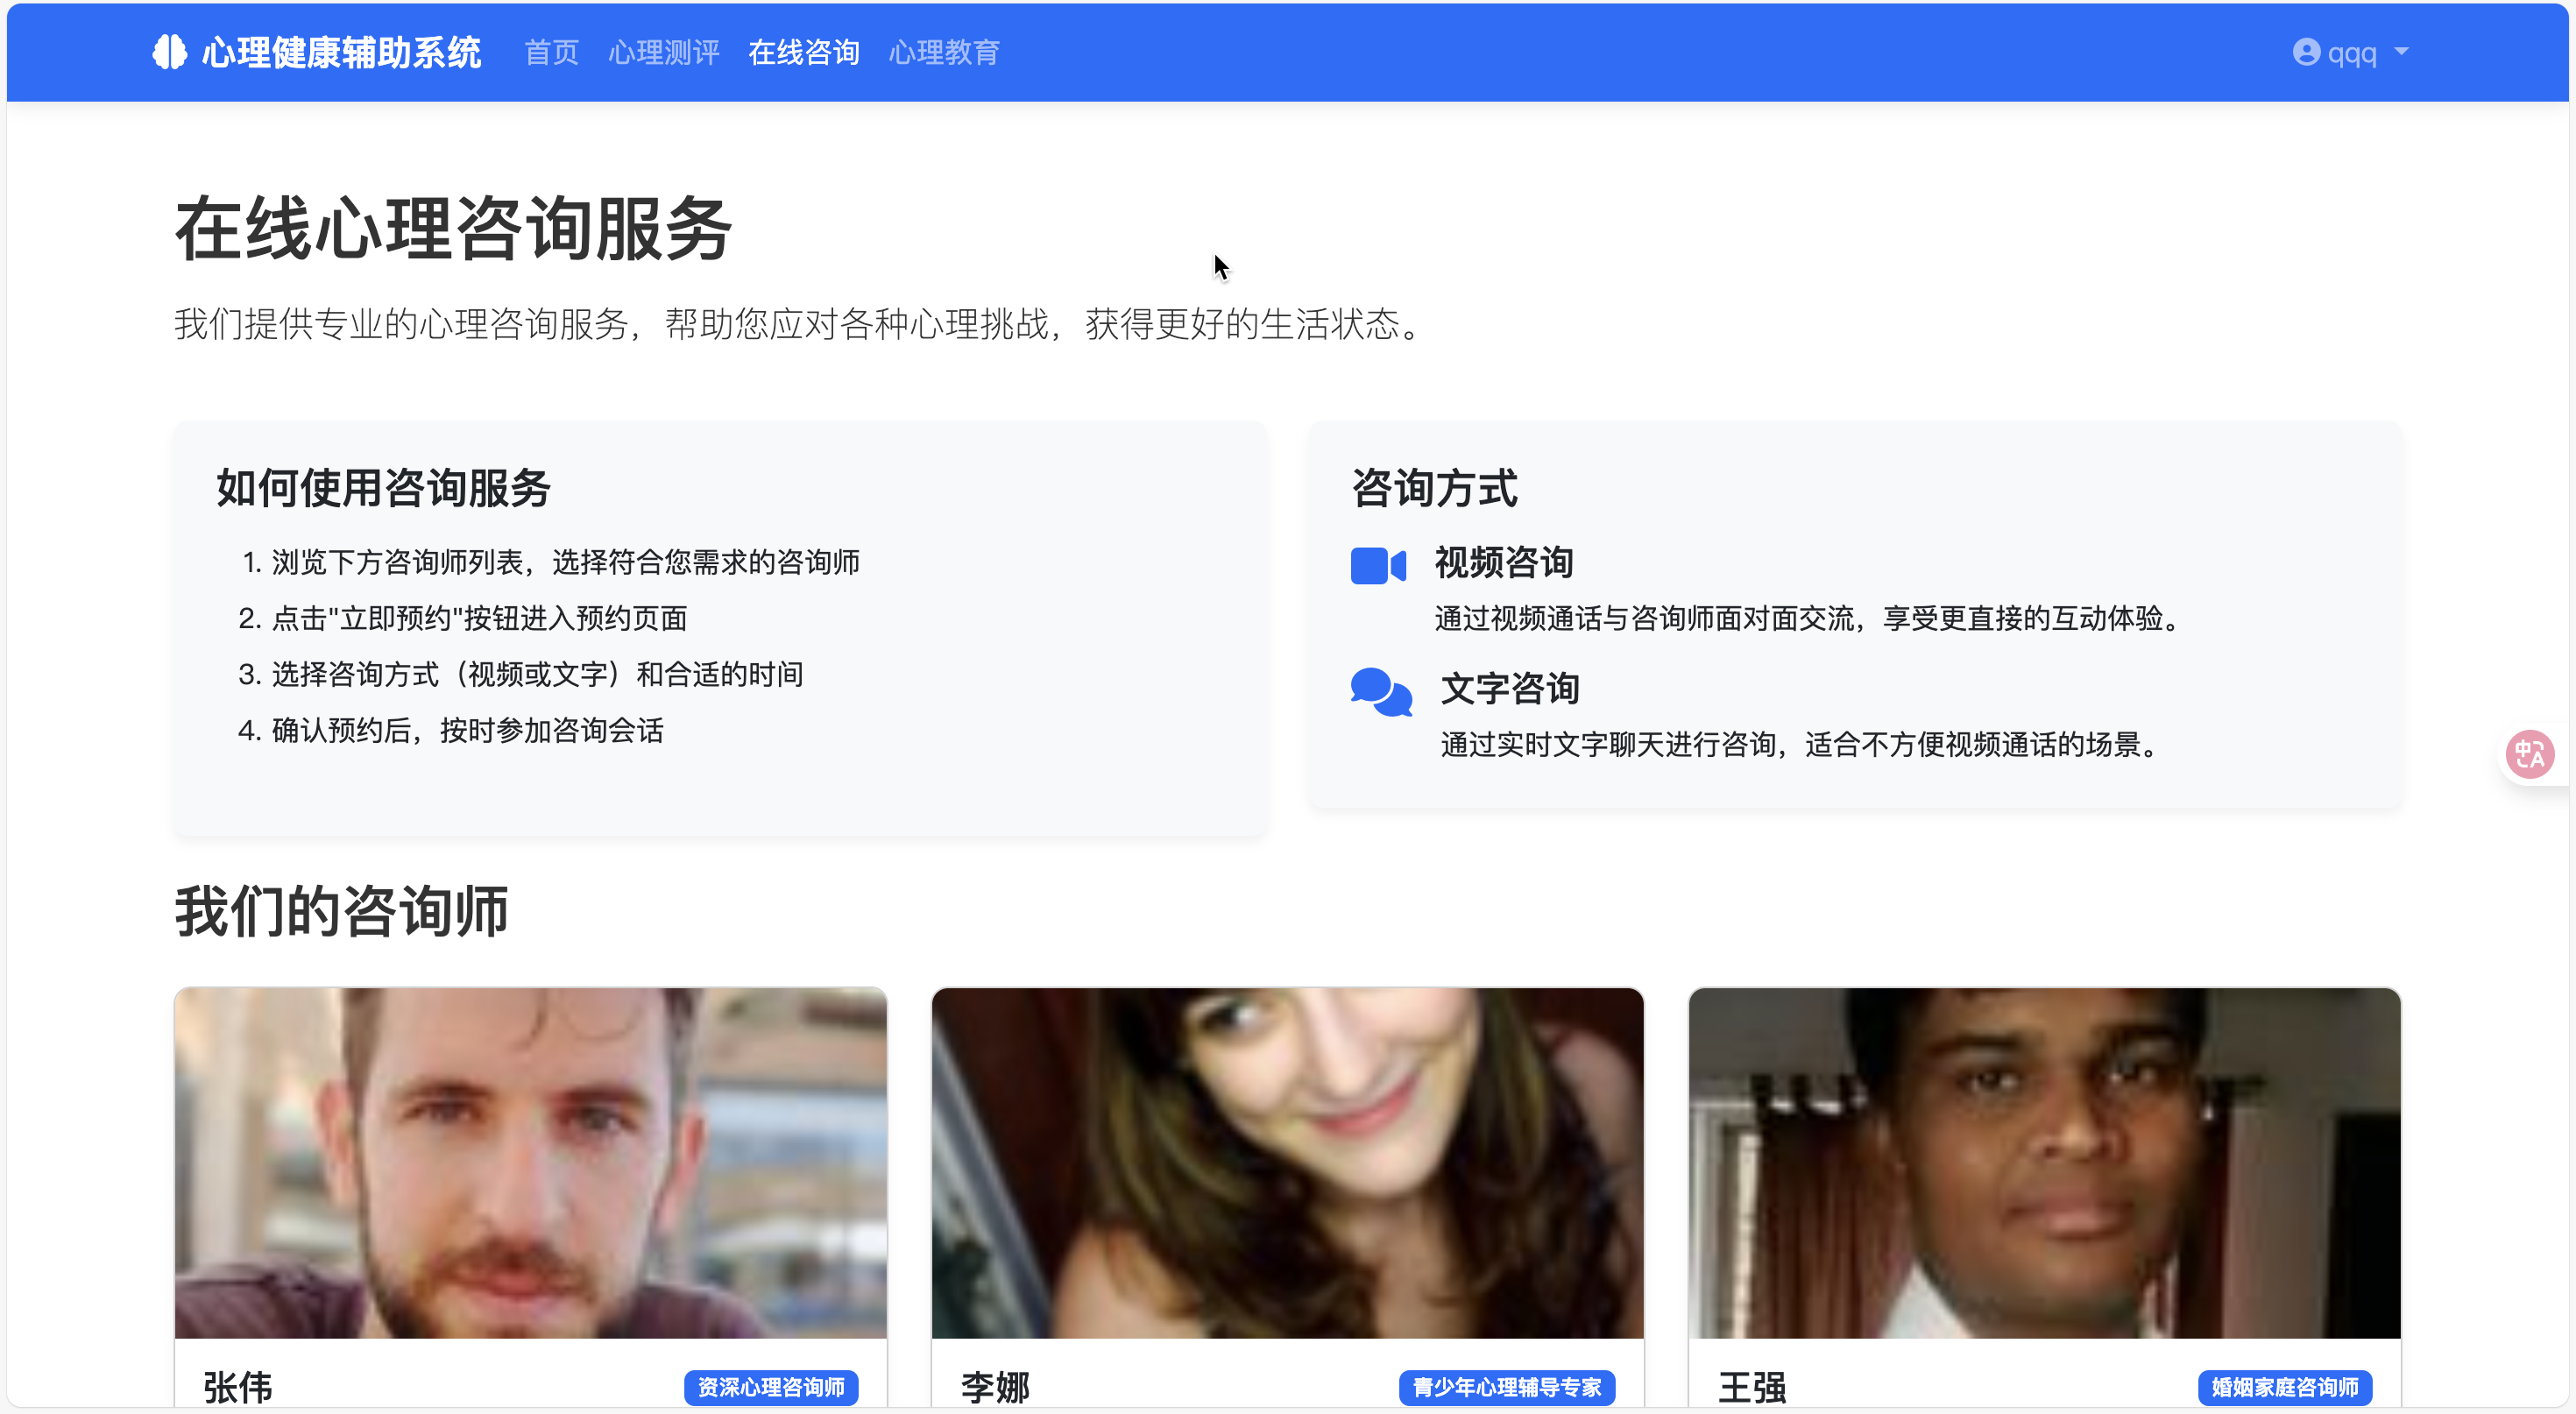 心理健康辅助系统 首页 心理测评 在线咨询 心理教育 qqq
在线心理咨询服务
我们提供专业的心理咨询服务，帮助您应对各种心理挑战，获得更好的生活状态。
如何使用咨询服务
1. 浏览下方咨询师列表，选择符合您需求的咨询师
2. 点击"立即预约"按钮进入预约页面
3. 选择咨询方式（视频或文字）和合适的时间
4. 确认预约后，按时参加咨询会话
咨询方式
视频咨询
通过视频通话与咨询师面对面交流，享受更直接的互动体验。
文字咨询
通过实时文字聊天进行咨询，适合不方便视频通话的场景。
中A
我们的咨询师
张伟 资深心理咨询师
李娜 青少年心理辅导专家
王强 婚姻家庭咨询师